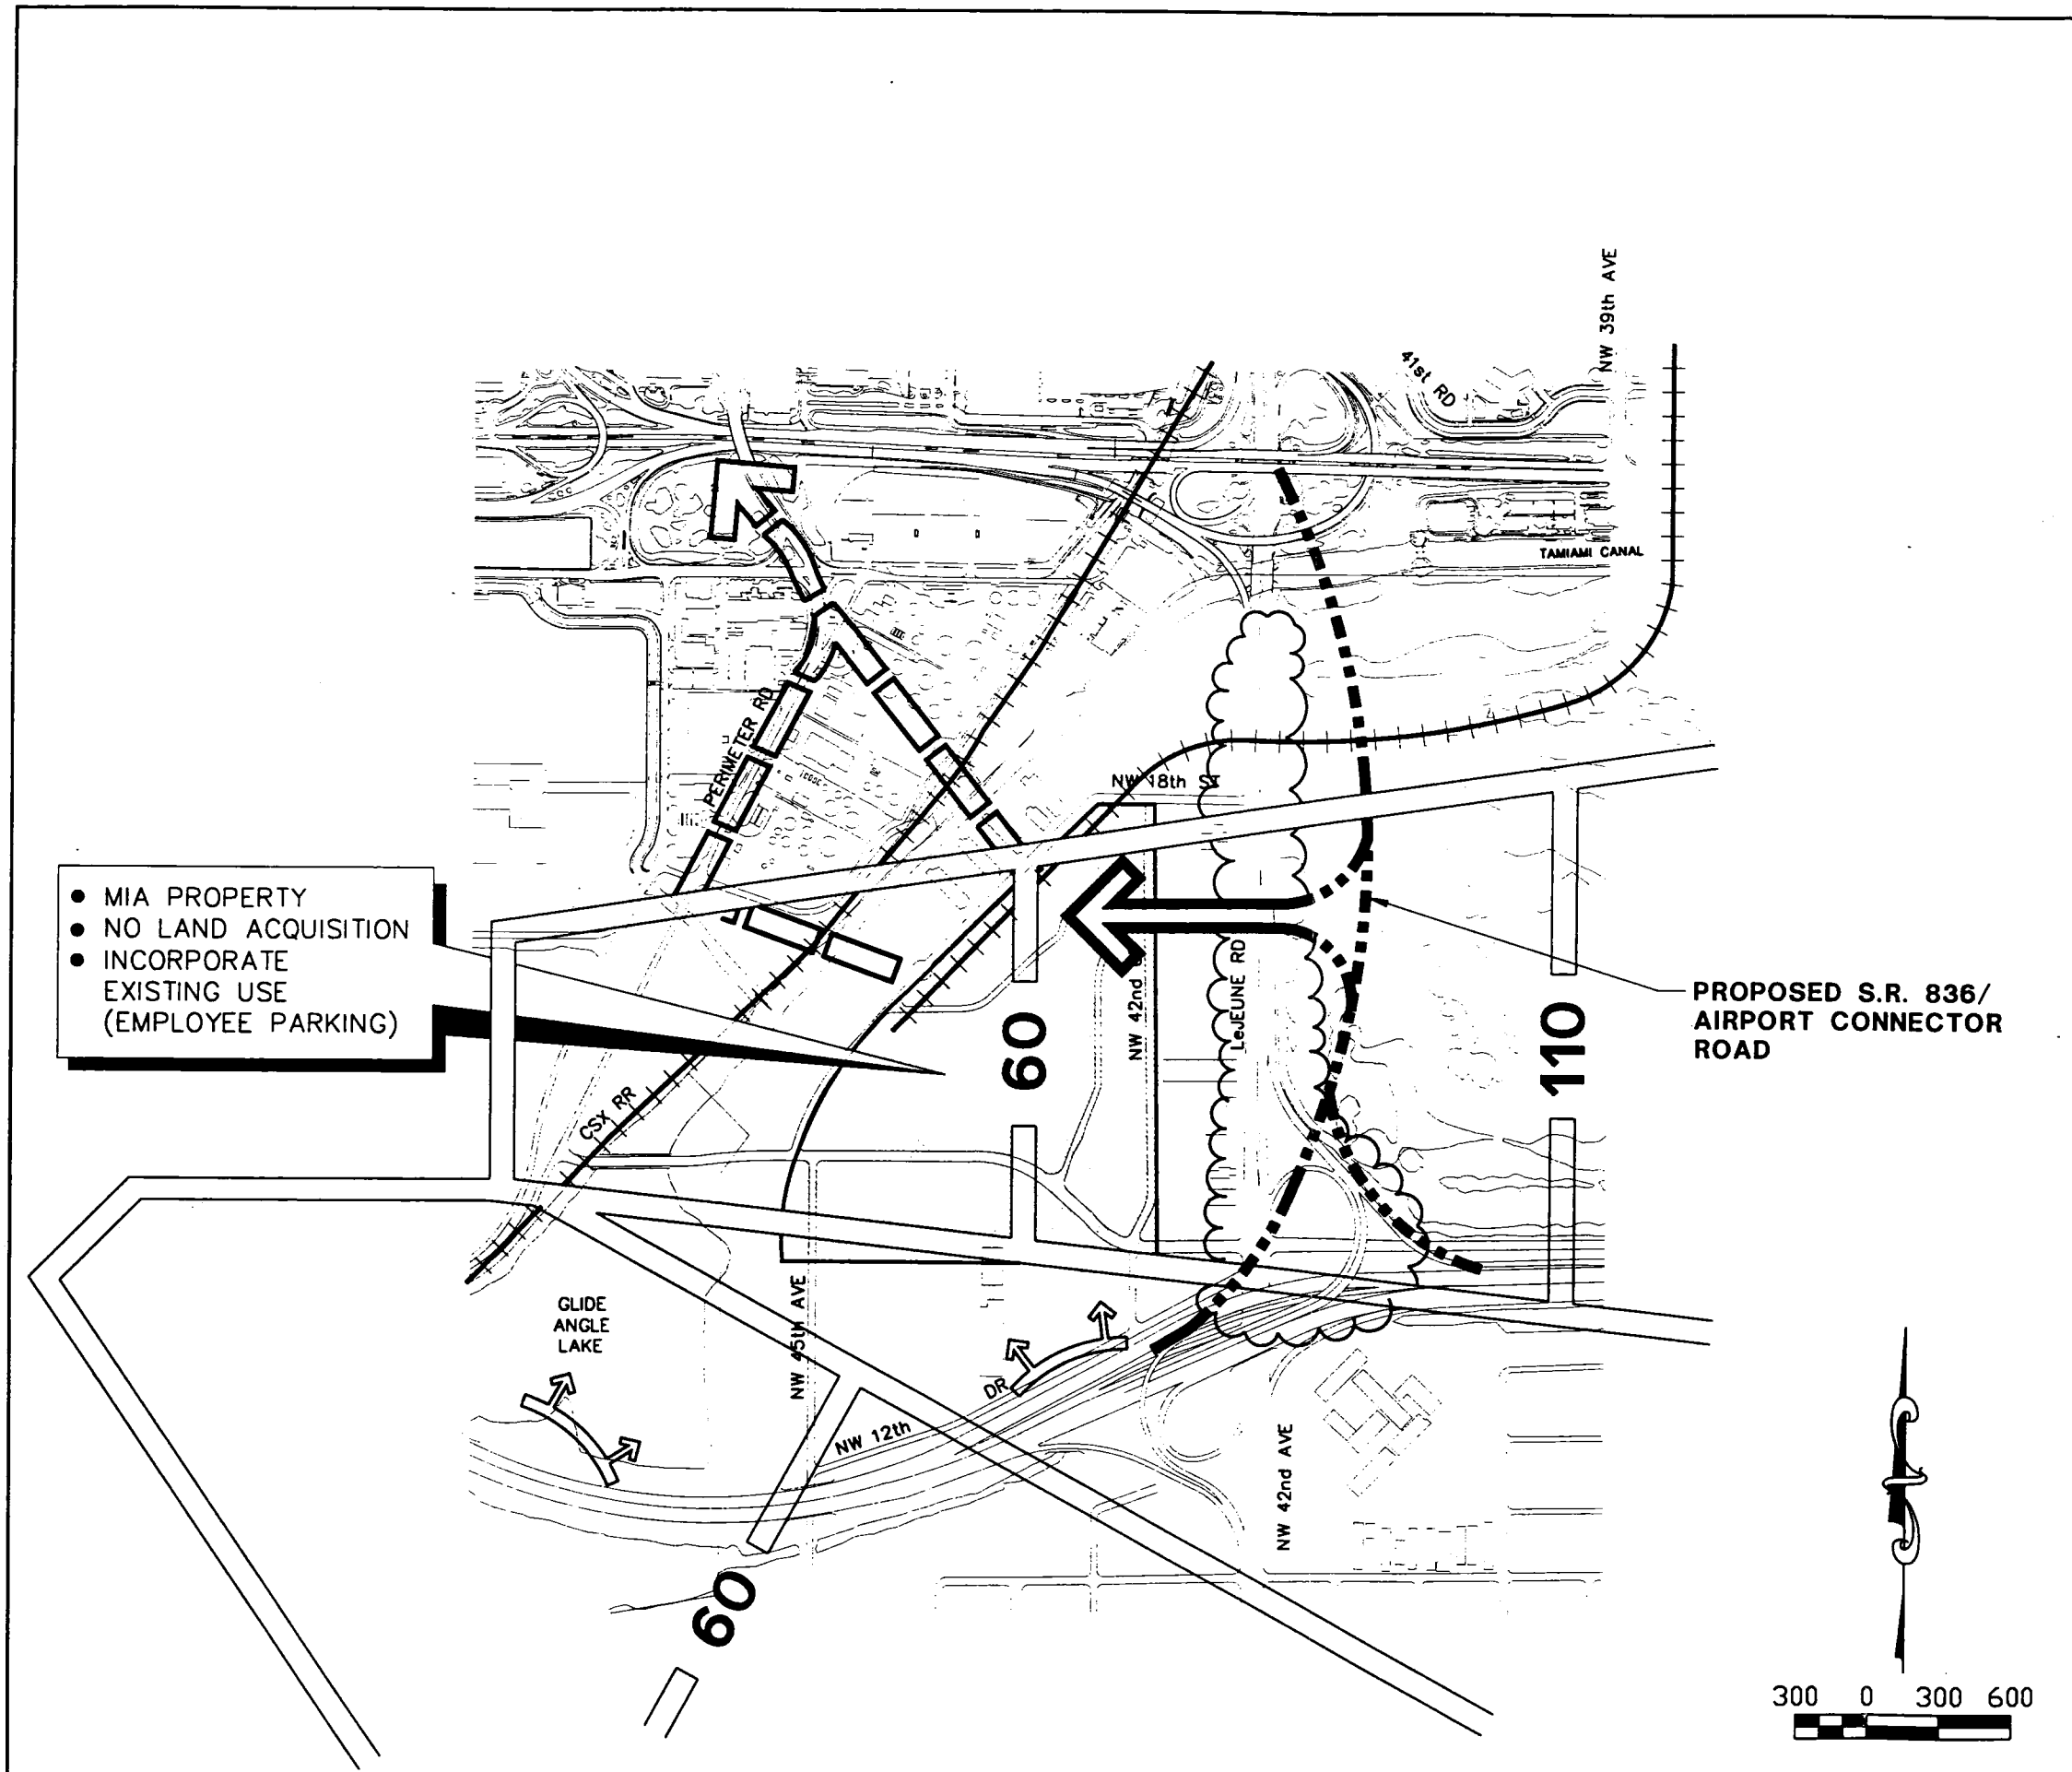 NW 39th AVE
41st RD
TAMIAMI CANAL
PERIMETER RD
NW 18th ST
● MIA PROPERTY
● NO LAND ACQUISITION
● INCORPORATE
EXISTING USE
(EMPLOYEE PARKING)
LeJEUNE RD
NW 42nd
PROPOSED S.R. 836/
AIRPORT CONNECTOR
ROAD
60
110
CSX RR
GLIDE
ANGLE
LAKE
NW 45th AVE
DR
NW 12th
NW 42nd AVE
60
300 0 300 600